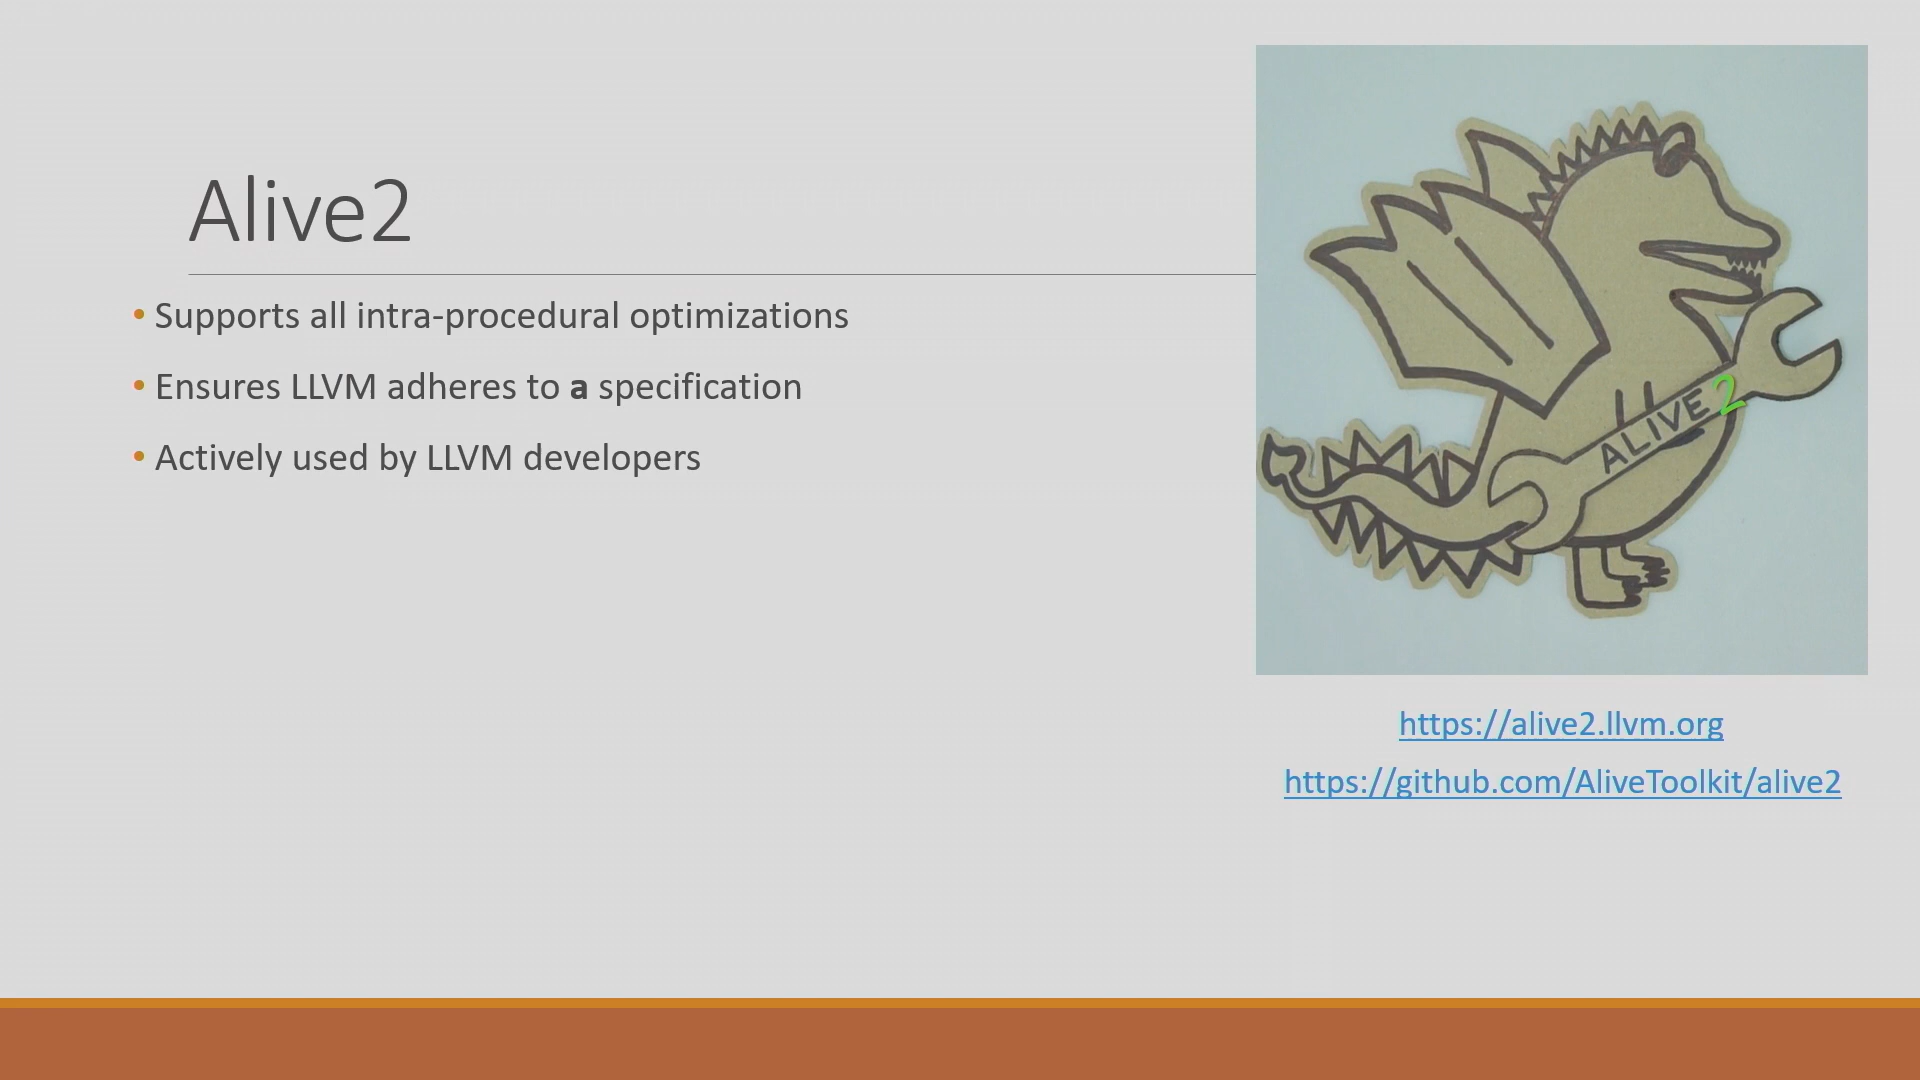 Alive2
• Supports all intra-procedural optimizations
• Ensures LLVM adheres to a specification
• Actively used by LLVM developers
ALIVE2
https://alive2.llvm.org
https://github.com/AliveToolkit/alive2